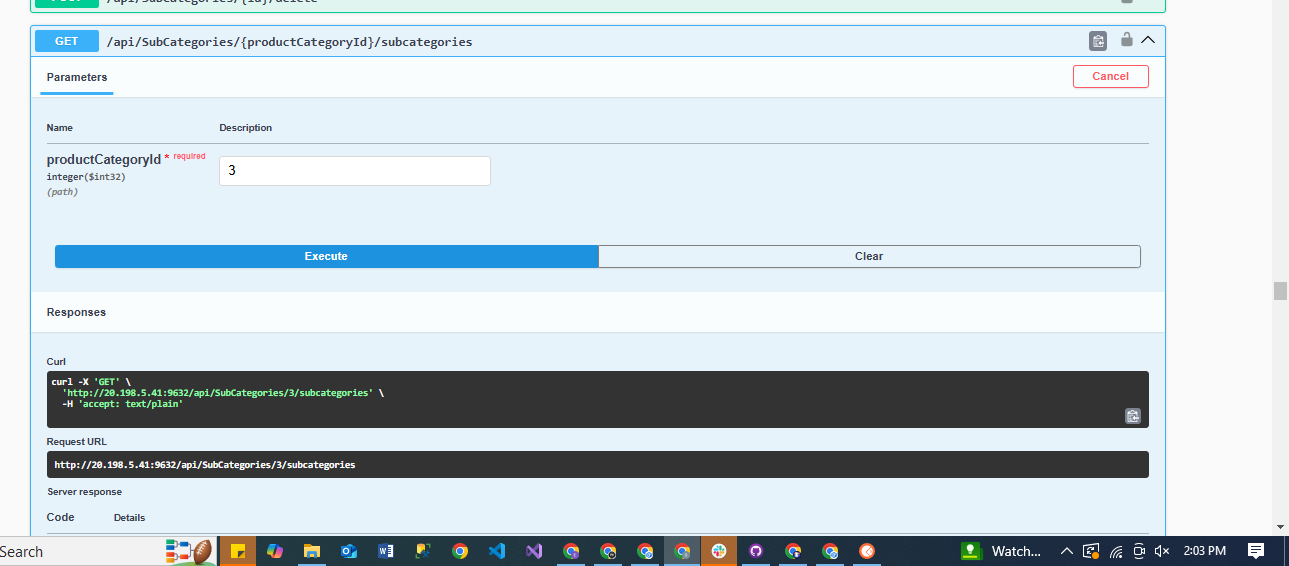 /api/SubCategories/{id}/delete
GET /api/SubCategories/{productCategoryId}/subcategories
Parameters
Cancel
Name Description
productCategoryId * required
3
integer($int32)
(path)
Execute Clear
Responses
Curl
curl -X 'GET' \
'http://20.198.5.41:9632/api/SubCategories/3/subcategories' \
-H 'accept: text/plain'
Request URL
http://20.198.5.41:9632/api/SubCategories/3/subcategories
Server response
Code Details
Search Watch... 2:03 PM